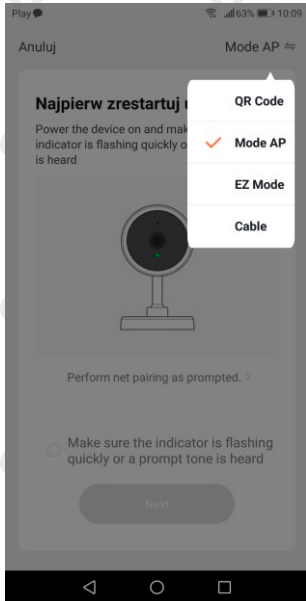 Play 63% 10:09
Anuluj Mode AP
QR Code
Mode AP
EZ Mode
Cable
Najpierw zrestartuj
Power the device on and mak
indicator is flashing quickly o
is heard
Perform net pairing as prompted. >
Make sure the indicator is flashing
quickly or a prompt tone is heard
Next